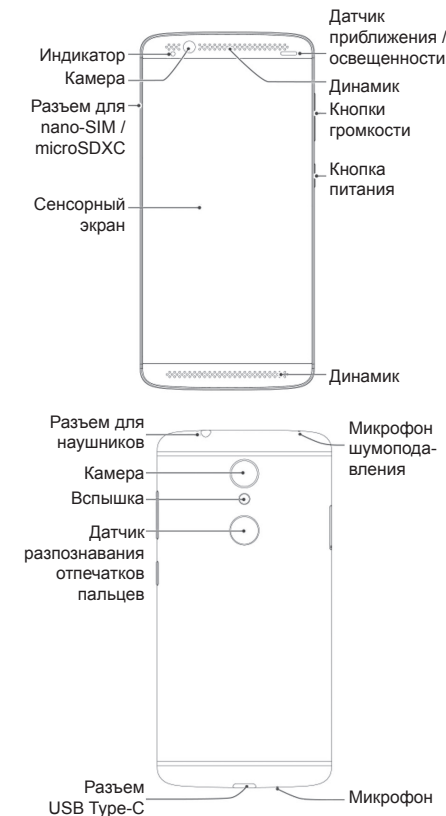 Индикатор
Камера
Разъем для
nano-SIM /
microSDXC
Сенсорный
экран
Датчик
приближения /
освещенности
Динамик
Кнопки
громкости
Кнопка
питания
Динамик
Разъем для
наушников
Камера
Вспышка
Датчик
разпознавания
отпечатков
пальцев
Разъем
USB Type-C
Микрофон
шумопода-
вления
Микрофон